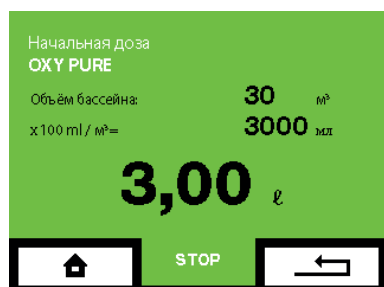 Начальная доза
OXY PURE
Объём бассейна: 30 м³
x 100 ml / м³= 3000 мл
3,00 ℓ
STOP